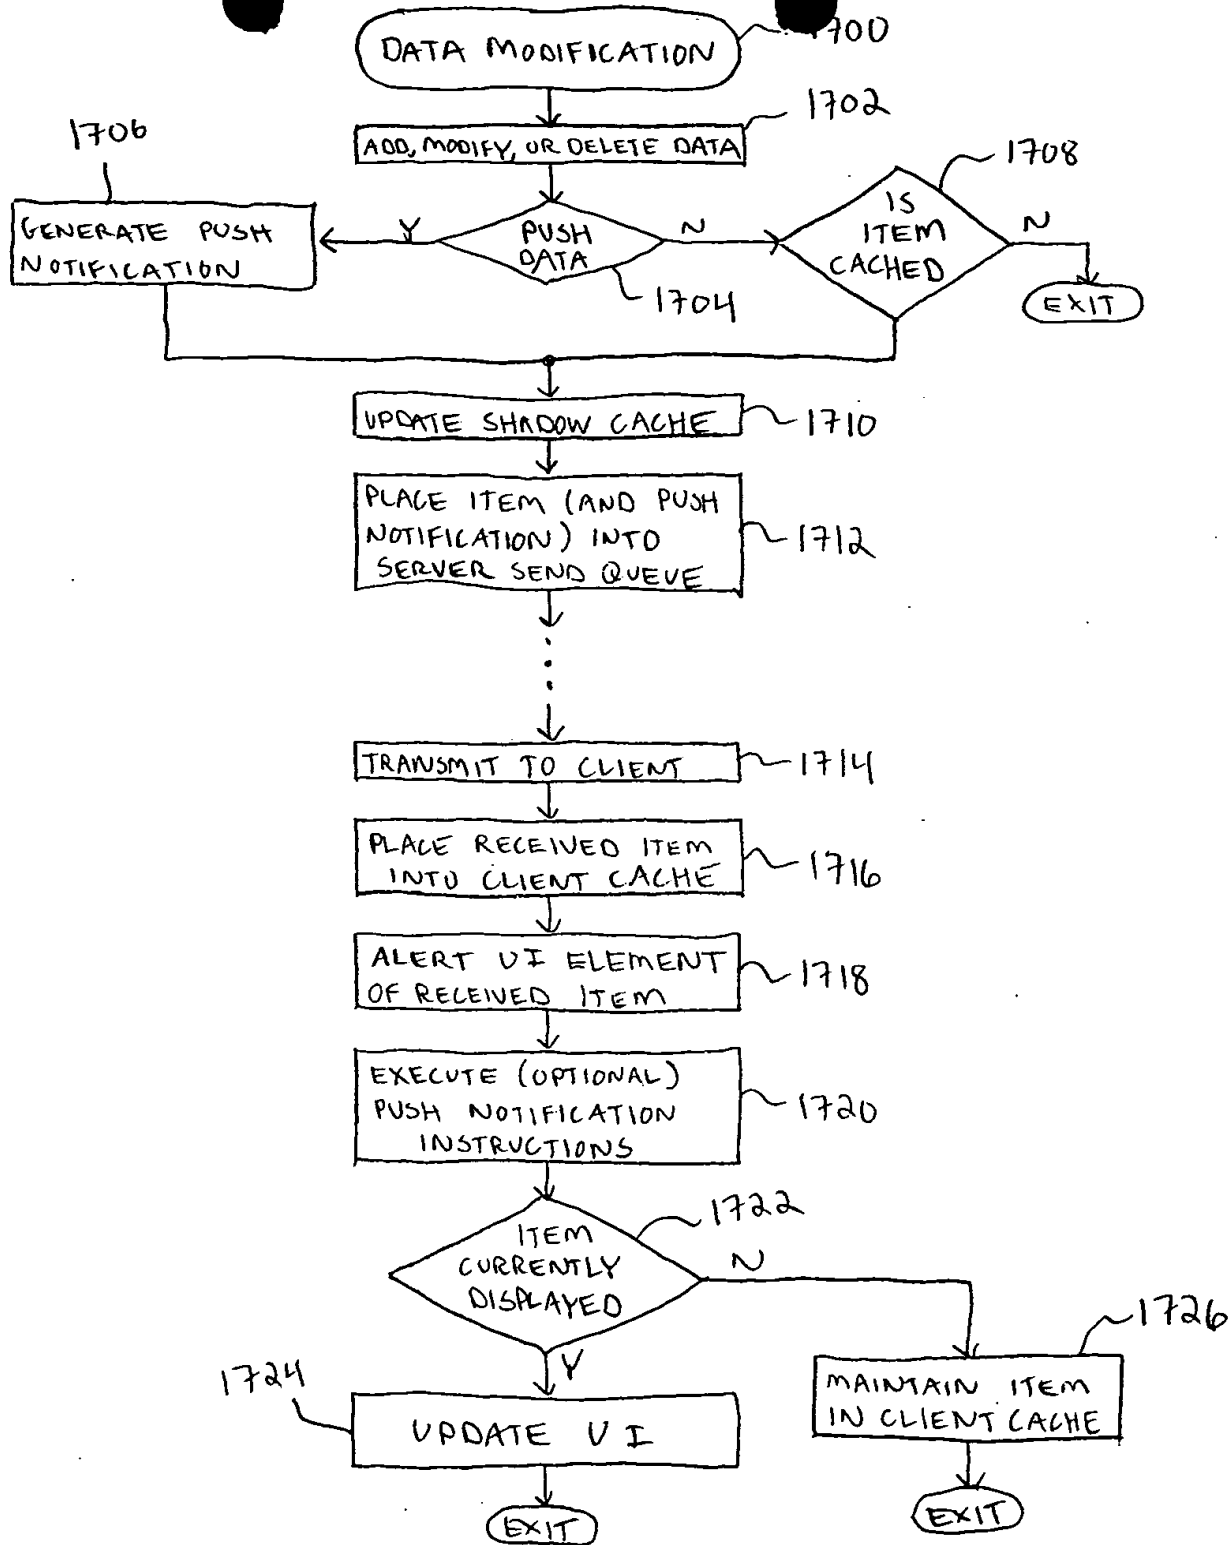 1700
DATA MODIFICATION
1702
ADD, MODIFY, OR DELETE DATA
1706
1708
GENERATE PUSH
NOTIFICATION
Y
PUSH
DATA
N
1704
IS
ITEM
CACHED
N
EXIT
UPDATE SHADOW CACHE
1710
PLACE ITEM (AND PUSH
NOTIFICATION) INTO
SERVER SEND QUEUE
1712
TRANSMIT TO CLIENT
1714
PLACE RECEIVED ITEM
INTO CLIENT CACHE
1716
ALERT UI ELEMENT
OF RECEIVED ITEM
1718
EXECUTE (OPTIONAL)
PUSH NOTIFICATION
INSTRUCTIONS
1720
1722
ITEM
CURRENTLY
DISPLAYED
N
Y
1726
1724
UPDATE UI
MAINTAIN ITEM
IN CLIENT CACHE
EXIT
EXIT